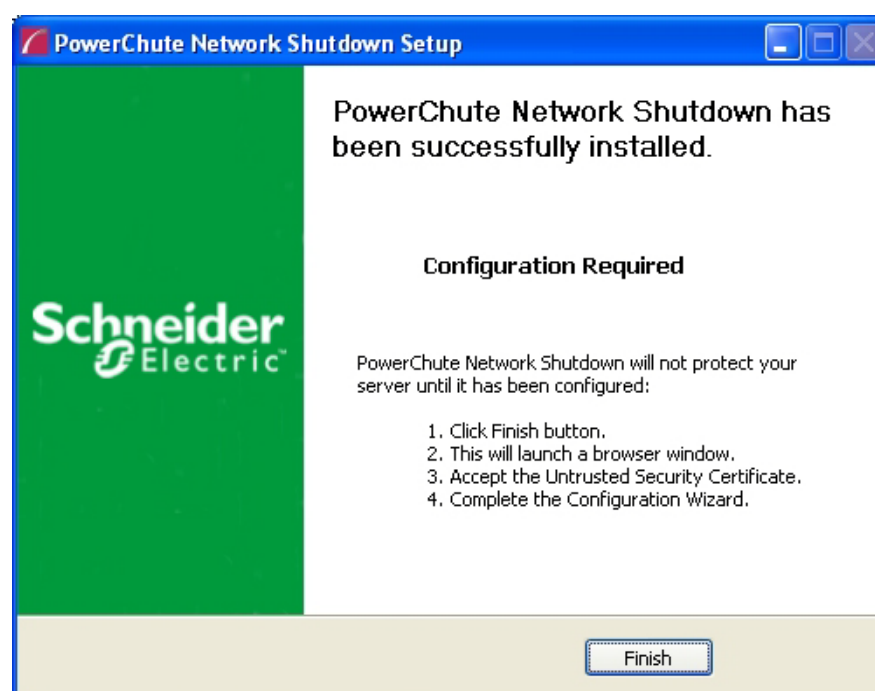 PowerChute Network Shutdown Setup
PowerChute Network Shutdown has
been successfully installed.
Configuration Required
Schneider
Electric™
PowerChute Network Shutdown will not protect your
server until it has been configured:
1. Click Finish button.
2. This will launch a browser window.
3. Accept the Untrusted Security Certificate.
4. Complete the Configuration Wizard.
Finish